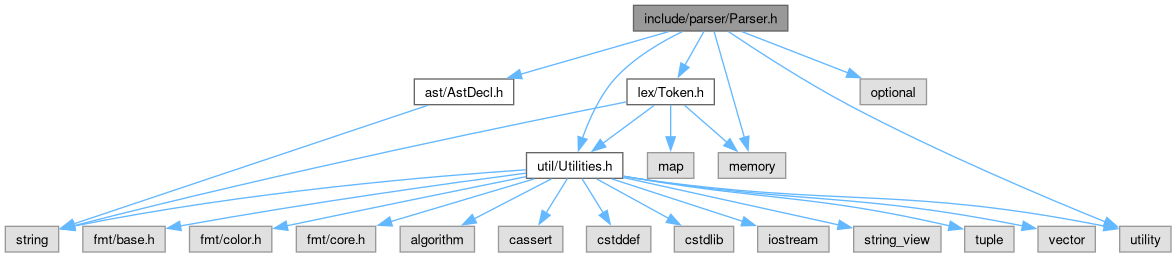 include/parser/Parser.h
ast/AstDecl.h
lex/Token.h
optional
util/Utilities.h
map
memory
string
fmt/base.h
fmt/color.h
fmt/core.h
algorithm
cassert
cstddef
cstdlib
iostream
string_view
tuple
vector
utility